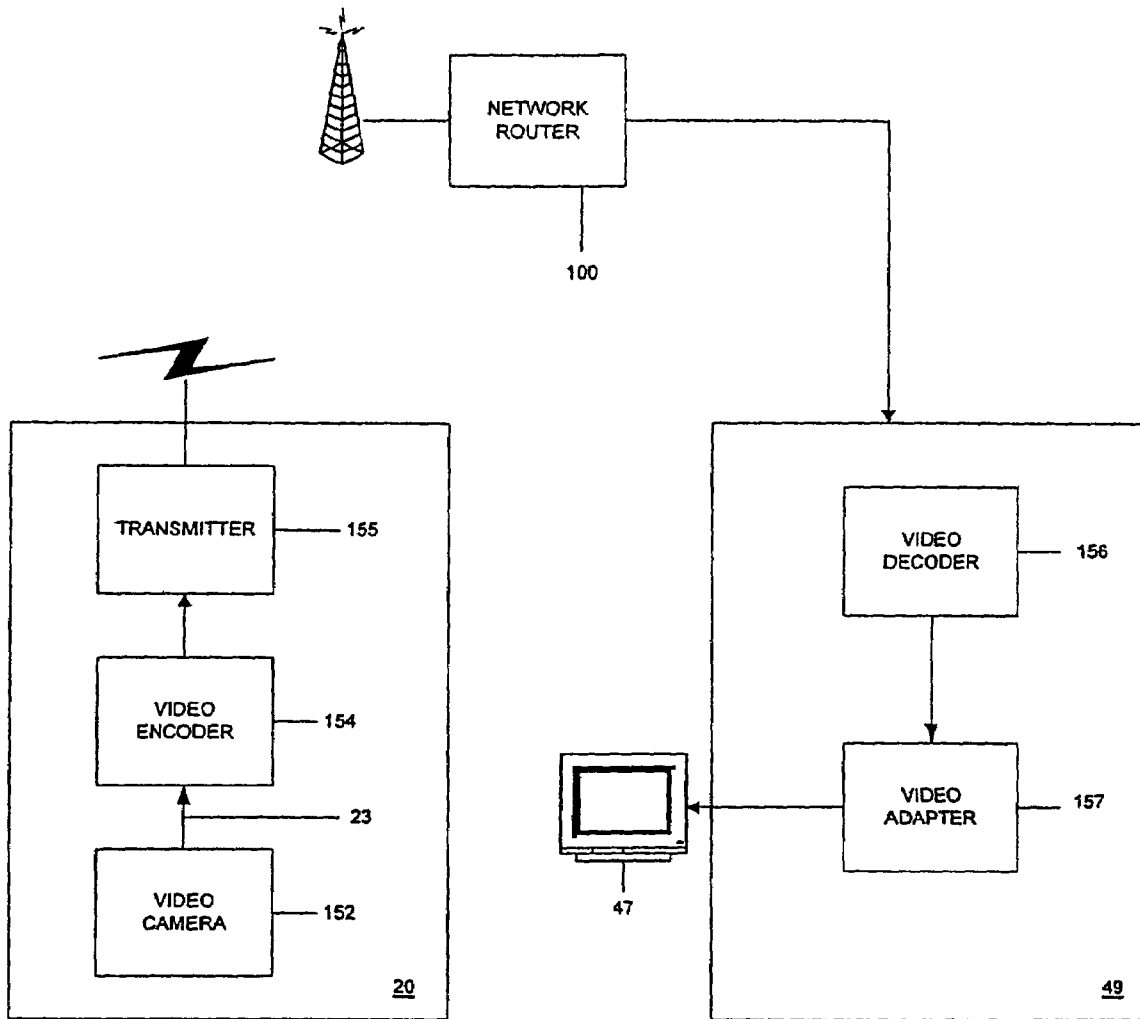 NETWORK
ROUTER
100
TRANSMITTER
155
VIDEO
ENCODER
154
23
VIDEO
CAMERA
152
20
VIDEO
DECODER
156
VIDEO
ADAPTER
157
47
49